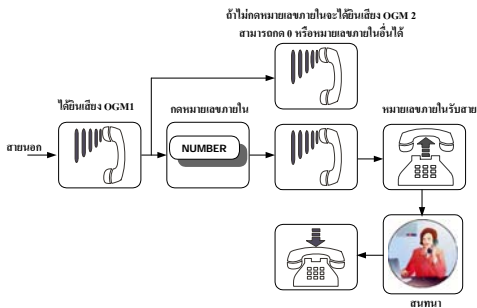 ถ้าไม่กดหมายเลขภายในจะได้ยินเสียง OGM 2
สามารถกด 0 หรือหมายเลขภายในอื่นได้
ได้ยินเสียง OGM1
กดหมายเลขภายใน
หมายเลขภายในรับสาย
สายนอก
NUMBER
สนทนา